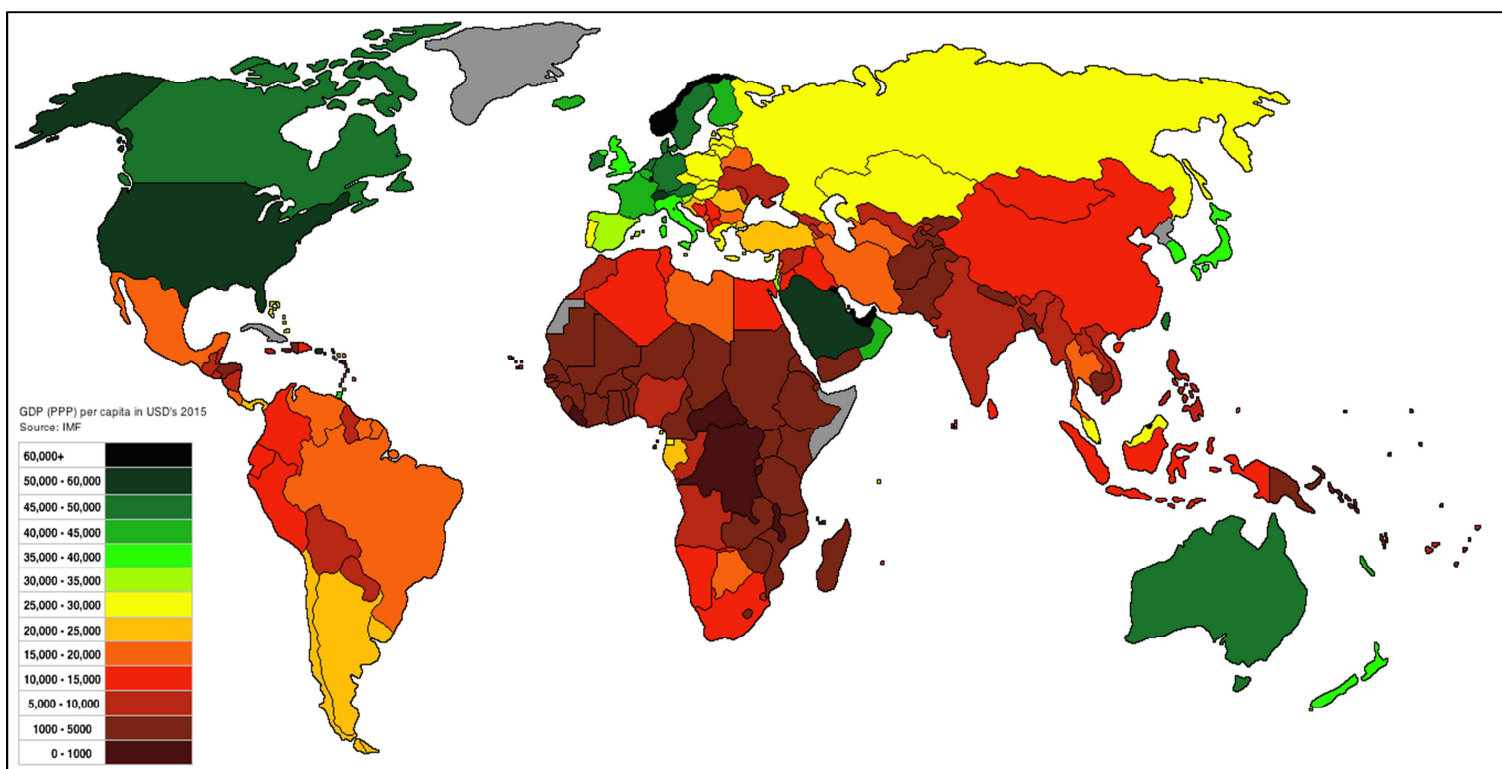 GDP (PPP) per capita in USD's 2015
Source: IMF
60,000+
50,000 - 60,000
45,000 - 50,000
40,000 - 45,000
35,000 - 40,000
30,000 - 35,000
25,000 - 30,000
20,000 - 25,000
15,000 - 20,000
10,000 - 15,000
5,000 - 10,000
1000 - 5000
0 - 1000